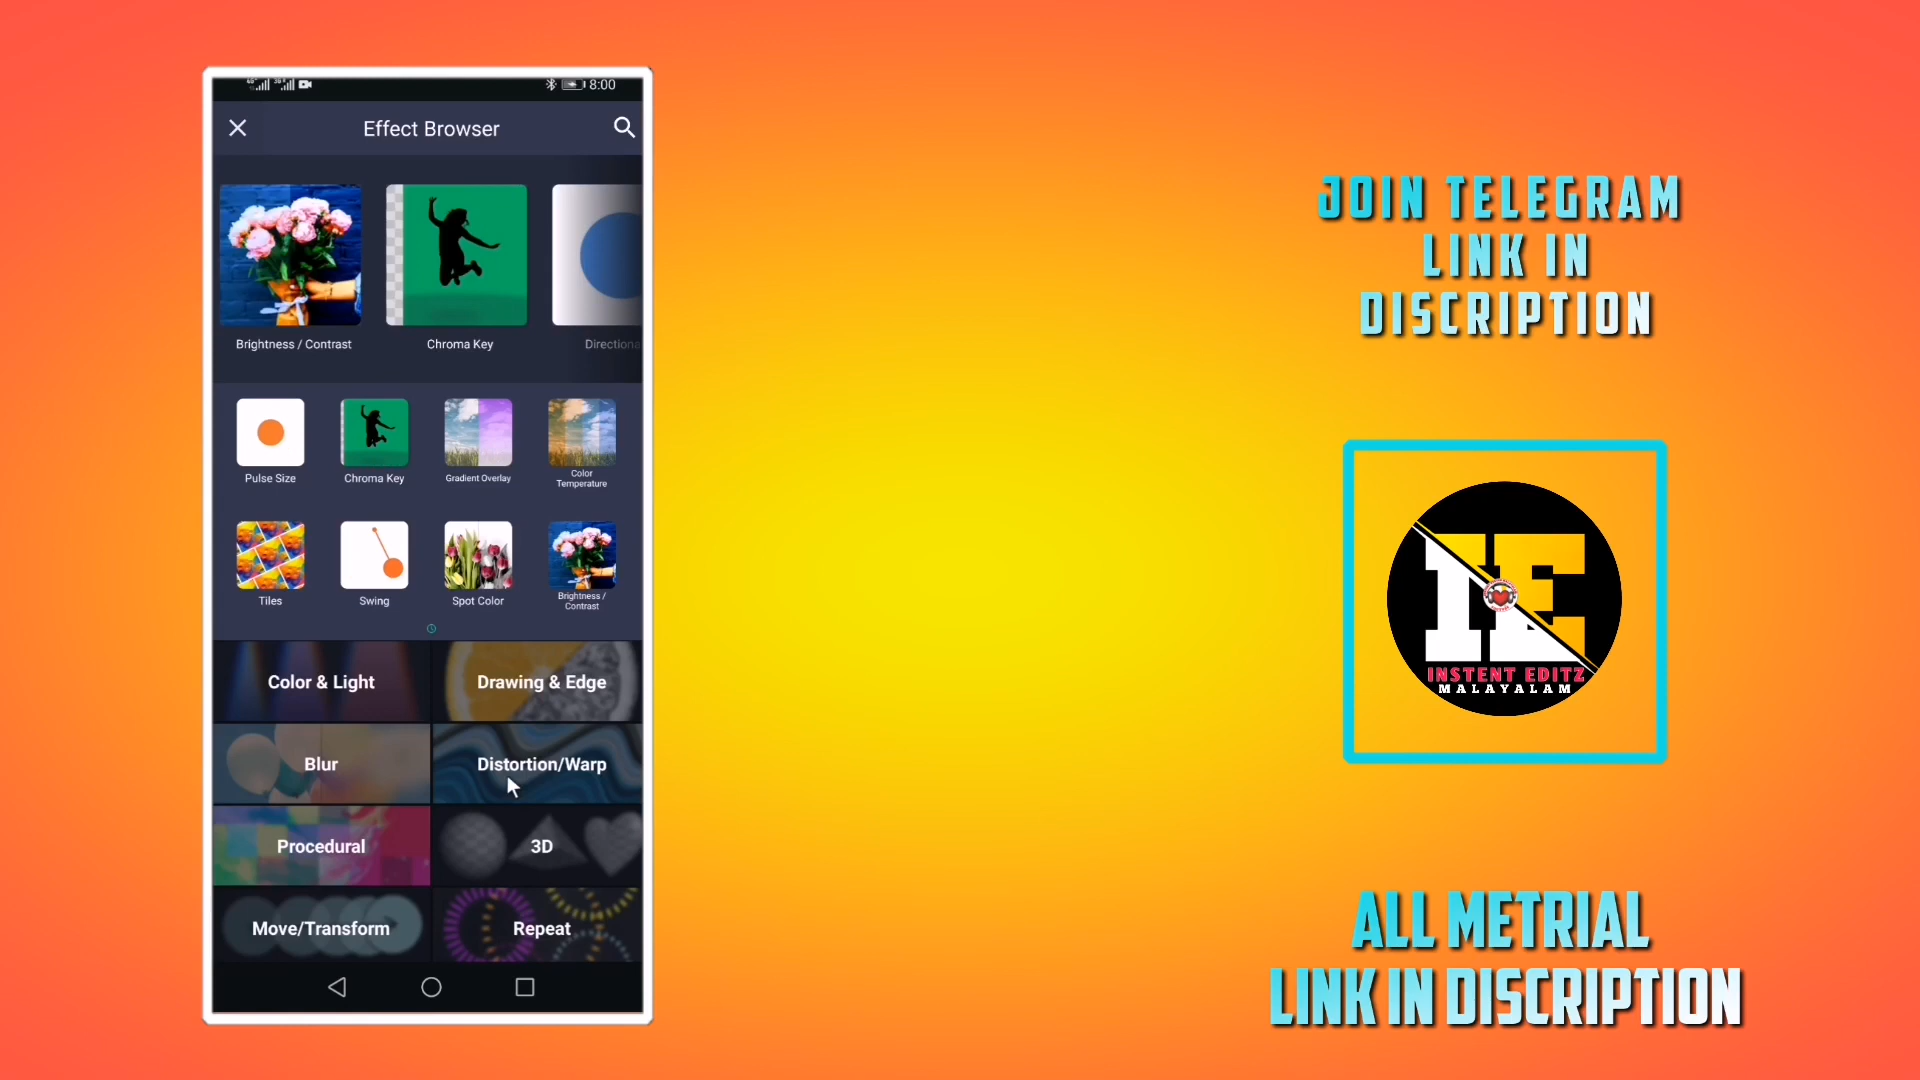 8:00
Effect Browser
Brightness / Contrast
Chroma Key
Directiona
Pulse Size
Chroma Key
Gradient Overlay
Color
Temperature
Tiles
Swing
Spot Color
Brightness /
Contrast
Color & Light
Drawing & Edge
Blur
Distortion/Warp
Procedural
3D
Move/Transform
Repeat
JOIN TELEGRAM
LINK IN
DISCRIPTION
IE
INSTENT EDITZ
MALAYALAM
ALL METRIAL
LINK IN DISCRIPTION